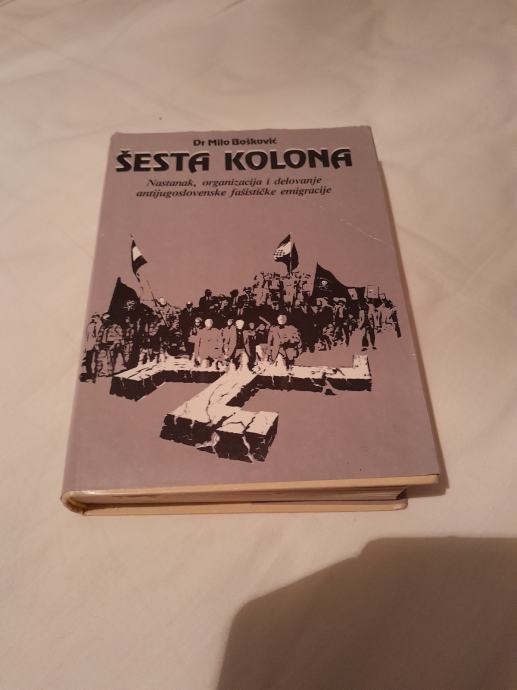 Dr Milo Bošković
ŠESTA KOLONA
Nastanak, organizacija i delovanje
antijugoslovenske fašističke emigracije